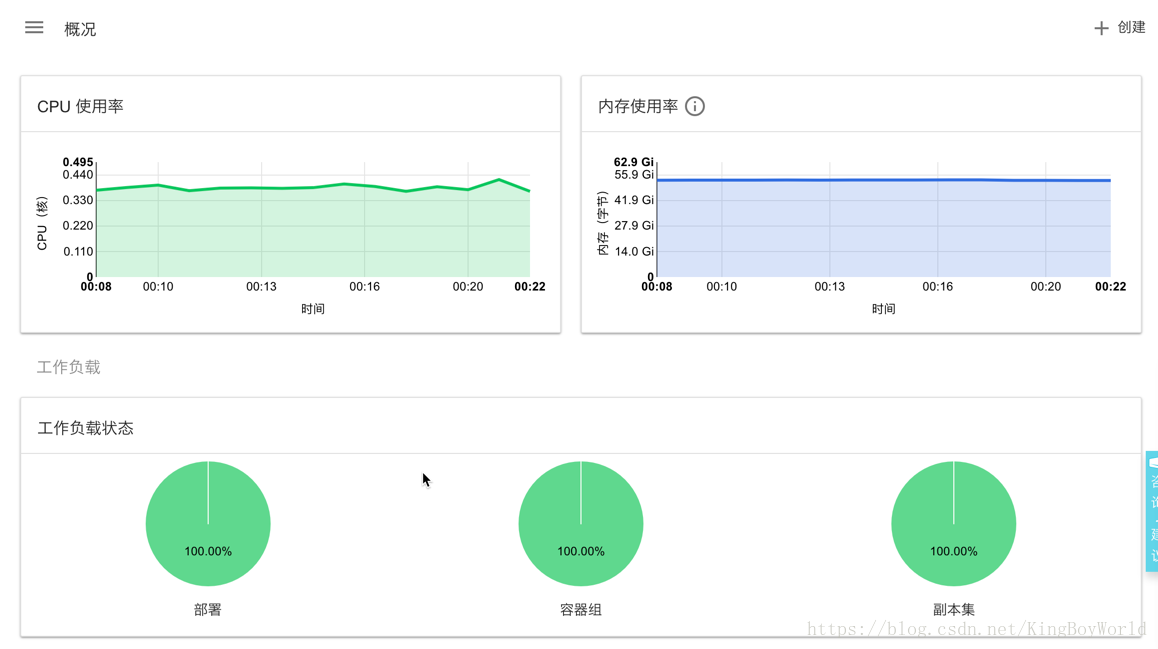 概况
创建
CPU 使用率
0.495
0.440
0.330
0.220
0.110
0
CPU（核）
00:08 00:10 00:13 00:16 00:20 00:22
时间
内存使用率
62.9 Gi
55.9 Gi
41.9 Gi
27.9 Gi
14.0 Gi
0
内存（字节）
00:08 00:10 00:13 00:16 00:20 00:22
时间
工作负载
工作负载状态
100.00% 100.00% 100.00%
部署 容器组 副本集
https://blog.csdn.net/KingBoyWorld